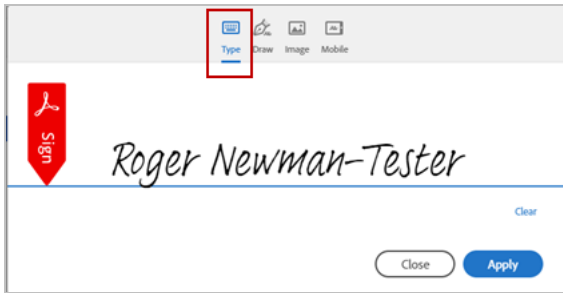 Type Draw Image Mobile
Sign
Roger Newman-Tester
Clear
Close Apply